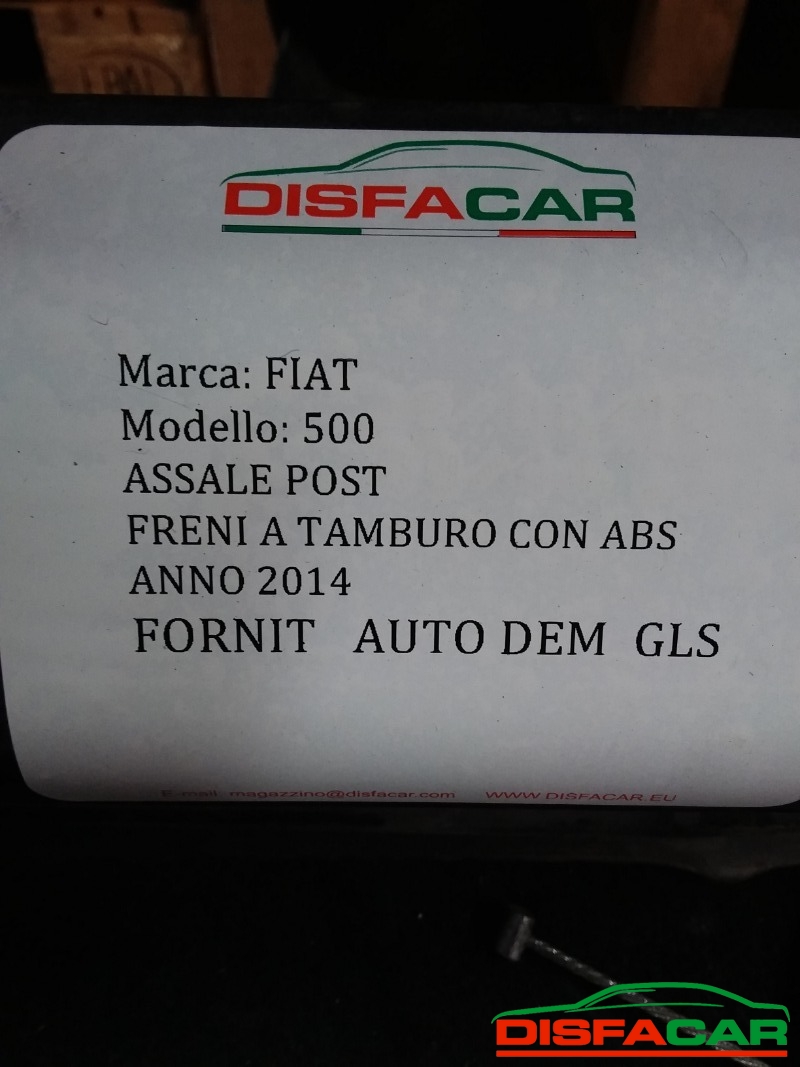 DISFACAR
Marca: FIAT
Modello: 500
ASSALE POST
FRENI A TAMBURO CON ABS
ANNO 2014
FORNIT AUTO DEM GLS
E-mail: magazzino@disfacar.com WWW.DISFACAR.EU
DISFACAR